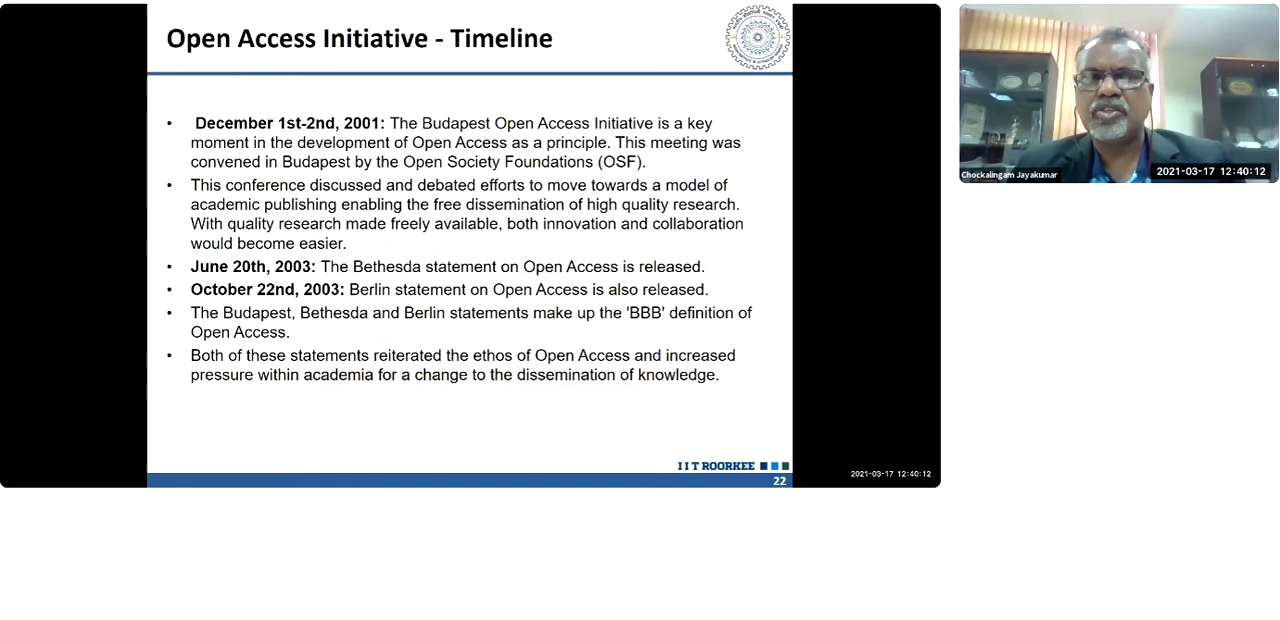 Open Access Initiative - Timeline
• December 1st-2nd, 2001: The Budapest Open Access Initiative is a key
moment in the development of Open Access as a principle. This meeting was
convened in Budapest by the Open Society Foundations (OSF).
• This conference discussed and debated efforts to move towards a model of
academic publishing enabling the free dissemination of high quality research.
With quality research made freely available, both innovation and collaboration
would become easier.
• June 20th, 2003: The Bethesda statement on Open Access is released.
• October 22nd, 2003: Berlin statement on Open Access is also released.
• The Budapest, Bethesda and Berlin statements make up the 'BBB' definition of
Open Access.
• Both of these statements reiterated the ethos of Open Access and increased
pressure within academia for a change to the dissemination of knowledge.
I I T ROORKEE
22
2021-03-17 12:40:12
Chockalingam Jayakumar
2021-03-17 12:40:12